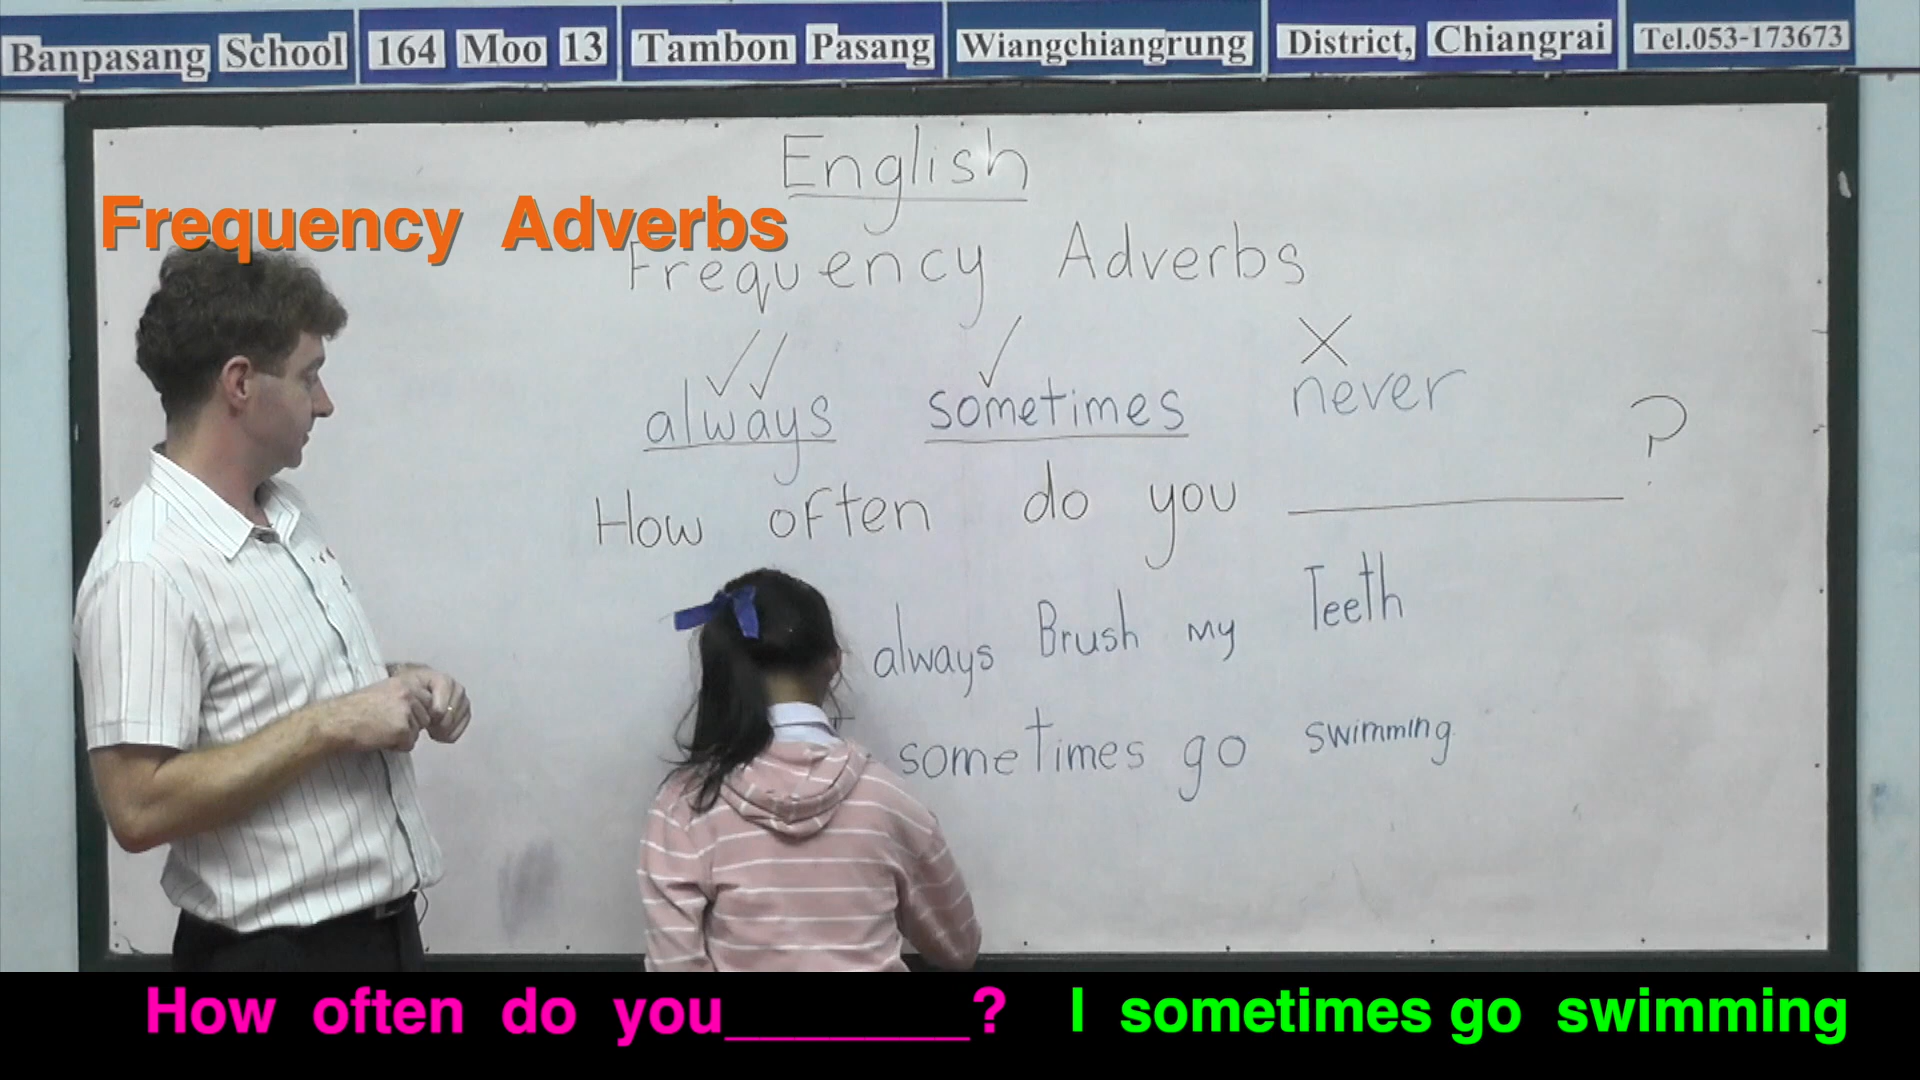 Banpasang School 164 Moo 13 Tambon Pasang Wiangchiangrung District, Chiangrai Tel.053-173673
English
Frequency Adverbs
Frequency Adverbs
always sometimes never
How often do you ________ ?
always Brush my Teeth
sometimes go swimming
How often do you________? I sometimes go swimming